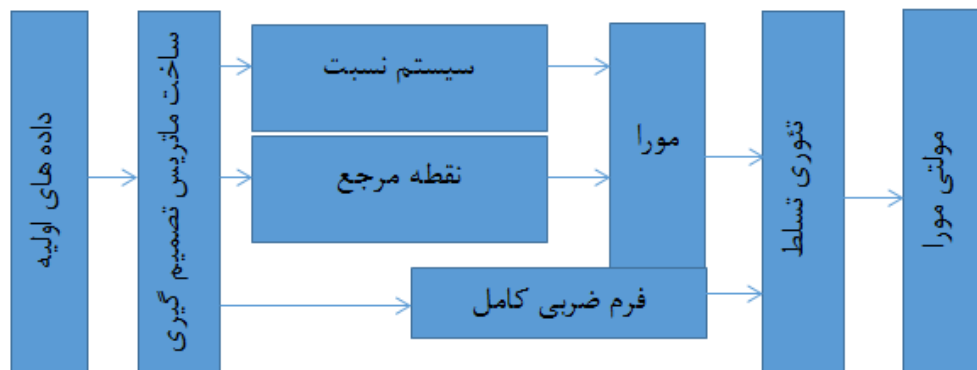 داده های اولیه
ساخت ماتریس تصمیم گیری
سیستم نسبت
نقطه مرجع
فرم ضربی کامل
مورا
تئوری تسلط
مولتی مورا